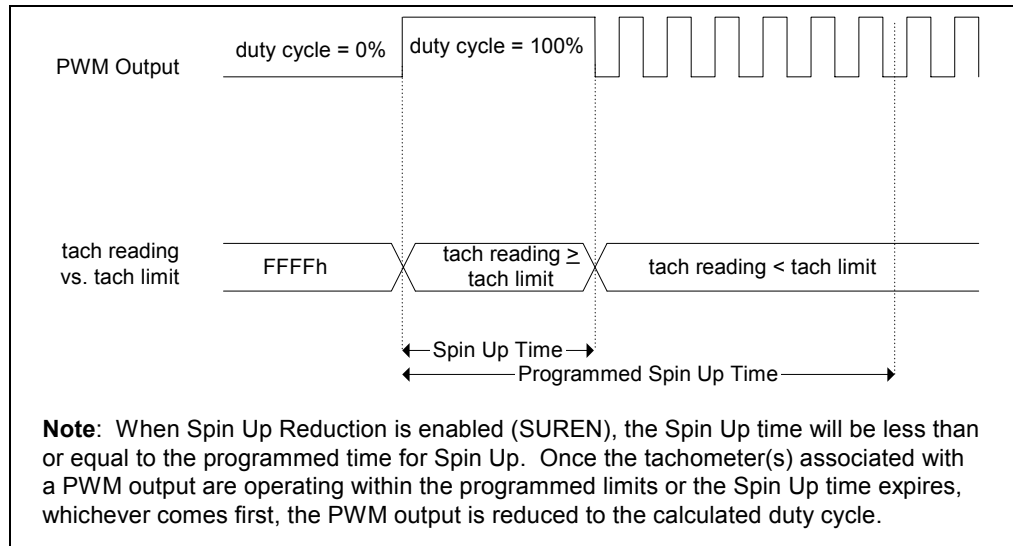 PWM Output
duty cycle = 0%
duty cycle = 100%
tach reading
vs. tach limit
FFFFh
tach reading ≥
tach limit
tach reading < tach limit
Spin Up Time
Programmed Spin Up Time
Note: When Spin Up Reduction is enabled (SUREN), the Spin Up time will be less than
or equal to the programmed time for Spin Up. Once the tachometer(s) associated with
a PWM output are operating within the programmed limits or the Spin Up time expires,
whichever comes first, the PWM output is reduced to the calculated duty cycle.